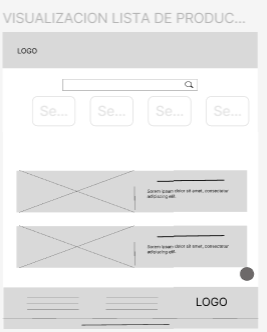 VISUALIZACION LISTA DE PRODUC...
LOGO
Se... Se... Se... Se...
Lorem ipsum dolor sit amet, consectetur
adipiscing elit.
Lorem ipsum dolor sit amet, consectetur
adipiscing elit.
LOGO